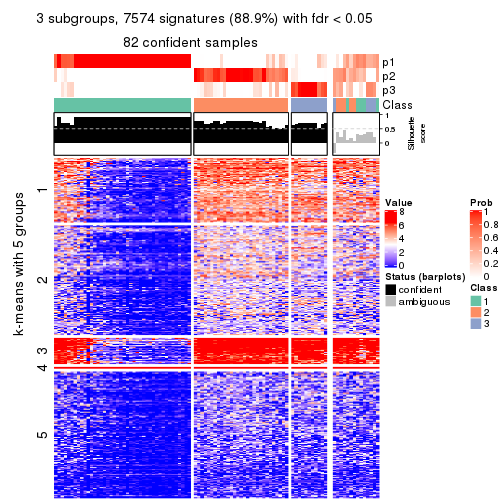 3 subgroups, 7574 signatures (88.9%) with fdr < 0.05
82 confident samples
p1
p2
p3
Class
1
0.5
0
Silhouette
score
k-means with 5 groups
1
2
3
4
5
Value
8
6
4
2
0
Status (barplots)
confident
ambiguous
Prob
1
0.8
0.6
0.4
0.2
0
Class
1
2
3